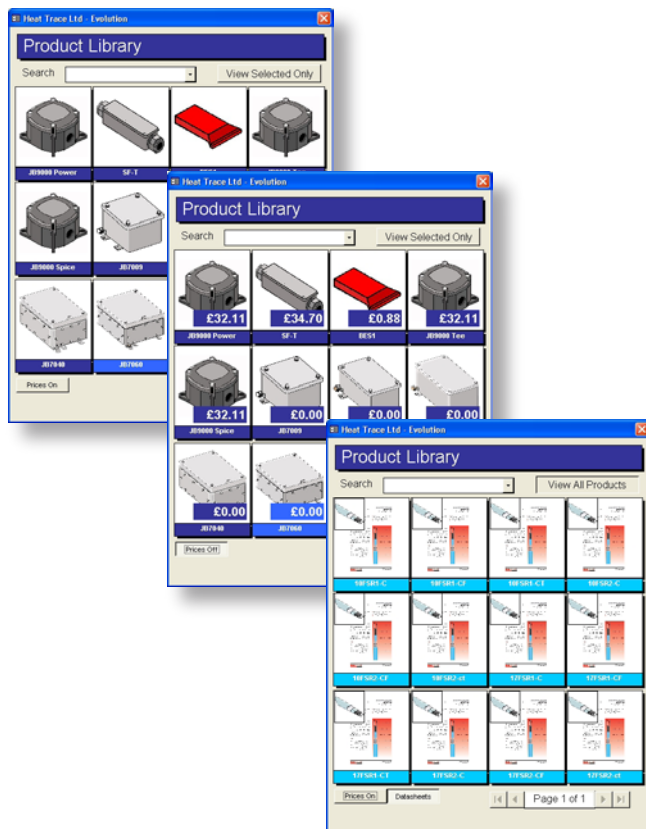 Heat Trace Ltd - Evolution
Product Library
Search View Selected Only
JB9000 Power SF-T
JB9000 Spice JB7009
JB7040 JB7060
Prices On
Heat Trace Ltd - Evolution
Product Library
Search View Selected Only
£32.11 £34.70 £0.88 £32.11
JB9000 Power SF-T BES1 JB9000 Tee
£32.11 £0.00 £0.00 £0.00
JB9000 Spice JB7009
£0.00 £0.00
JB7040 JB7060
Prices Off
Heat Trace Ltd - Evolution
Product Library
Search View All Products
10FSR1-C 10FSR1-CF 10FSR1-CT 10FSR2-C
10FSR2-CF 10FSR2-ct 17FSR1-C 17FSR1-CF
17FSR1-CT 17FSR2-C 17FSR2-CF 17FSR2-ct
Prices On Datasheets Page 1 of 1